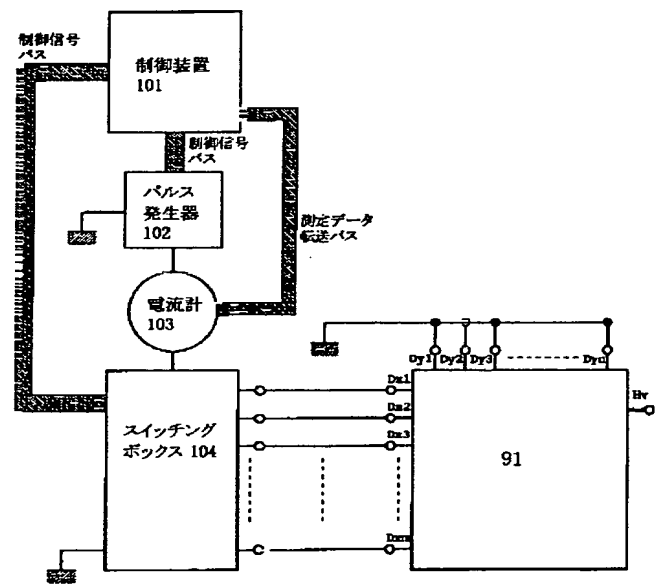 制御信号
バス
制御装置
101
制御信号
バス
パルス
発生器
102
測定データ
転送バス
電流計
103
Dy1 Dy2 Dy3 Dyn
Hv
Dx1
Dx2
Dx3
スイッチング
ボックス 104
91
Dxm